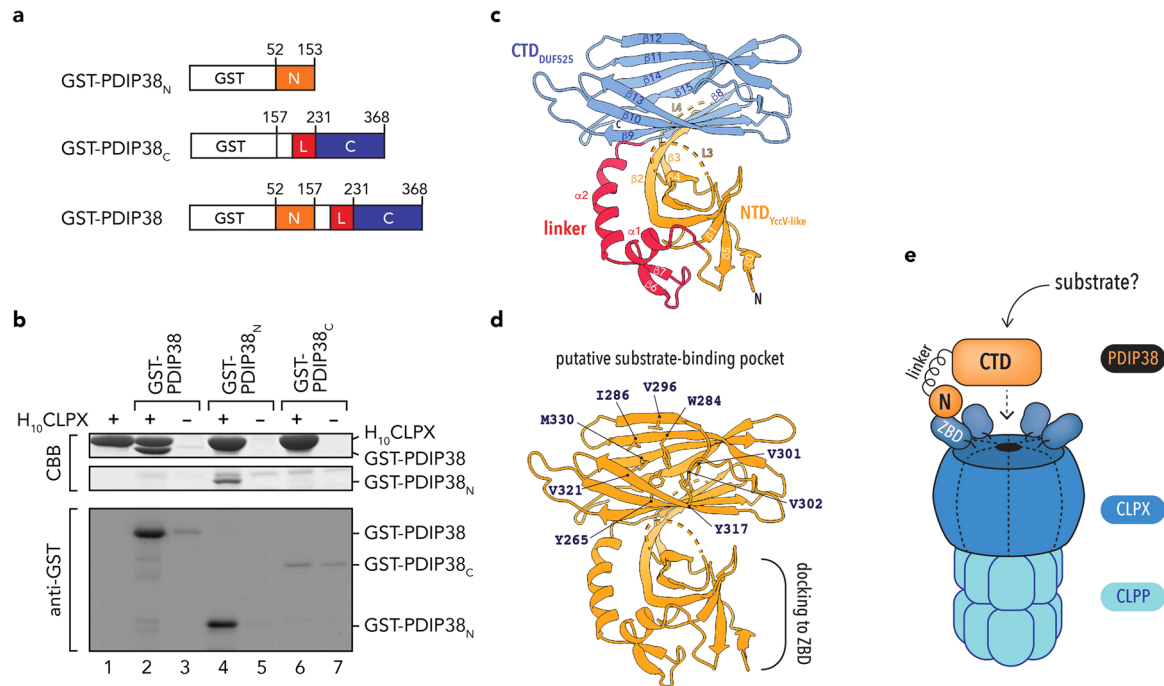 a
52 153
GST-PDIP38N
GST N
157 231 368
GST-PDIP38C
GST L C
52 157 231 368
GST-PDIP38
GST N L C
b
GST-
PDIP38
GST-
PDIP38N
GST-
PDIP38C
H10CLPX + + − + − + −
CBB
H10CLPX
GST-PDIP38
GST-PDIP38N
anti-GST
GST-PDIP38
GST-PDIP38C
GST-PDIP38N
1 2 3 4 5 6 7
c
CTDDUF525
β12
β11
β14
β13
β15
β8
β10
L4
C
β9
β3
L3
β2
β4
α2
linker
α1
NTDYccV-like
β1
β5
β0
β7
β6
N
d
putative substrate-binding pocket
V296
I286
W284
M330
V301
V321
V302
Y265
Y317
docking to ZBD
e
substrate?
linker
CTD
PDIP38
N
ZBD
CLPX
CLPP